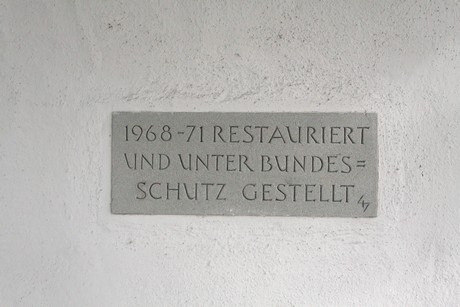 1968-71 RESTAURIERT
UND UNTER BUNDES=
SCHUTZ GESTELLT